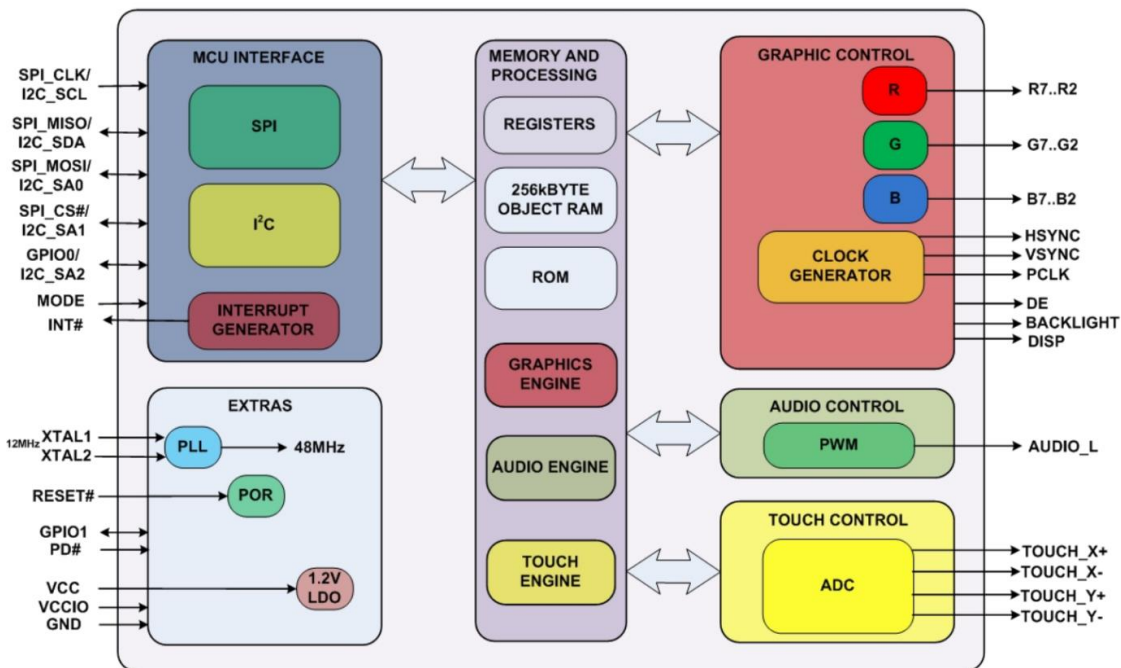 MCU INTERFACE
SPI_CLK/
I2C_SCL
SPI_MISO/
I2C_SDA
SPI_MOSI/
I2C_SA0
SPI_CS#/
I2C_SA1
GPIO0/
I2C_SA2
MODE
INT#
SPI
I²C
INTERRUPT
GENERATOR
EXTRAS
12MHz XTAL1
XTAL2
PLL
48MHz
RESET#
POR
GPIO1
PD#
VCC
1.2V
LDO
VCCIO
GND
MEMORY AND
PROCESSING
REGISTERS
256kBYTE
OBJECT RAM
ROM
GRAPHICS
ENGINE
AUDIO ENGINE
TOUCH
ENGINE
GRAPHIC CONTROL
R
R7..R2
G
G7..G2
B
B7..B2
CLOCK
GENERATOR
HSYNC
VSYNC
PCLK
DE
BACKLIGHT
DISP
AUDIO CONTROL
PWM
AUDIO_L
TOUCH CONTROL
ADC
TOUCH_X+
TOUCH_X-
TOUCH_Y+
TOUCH_Y-